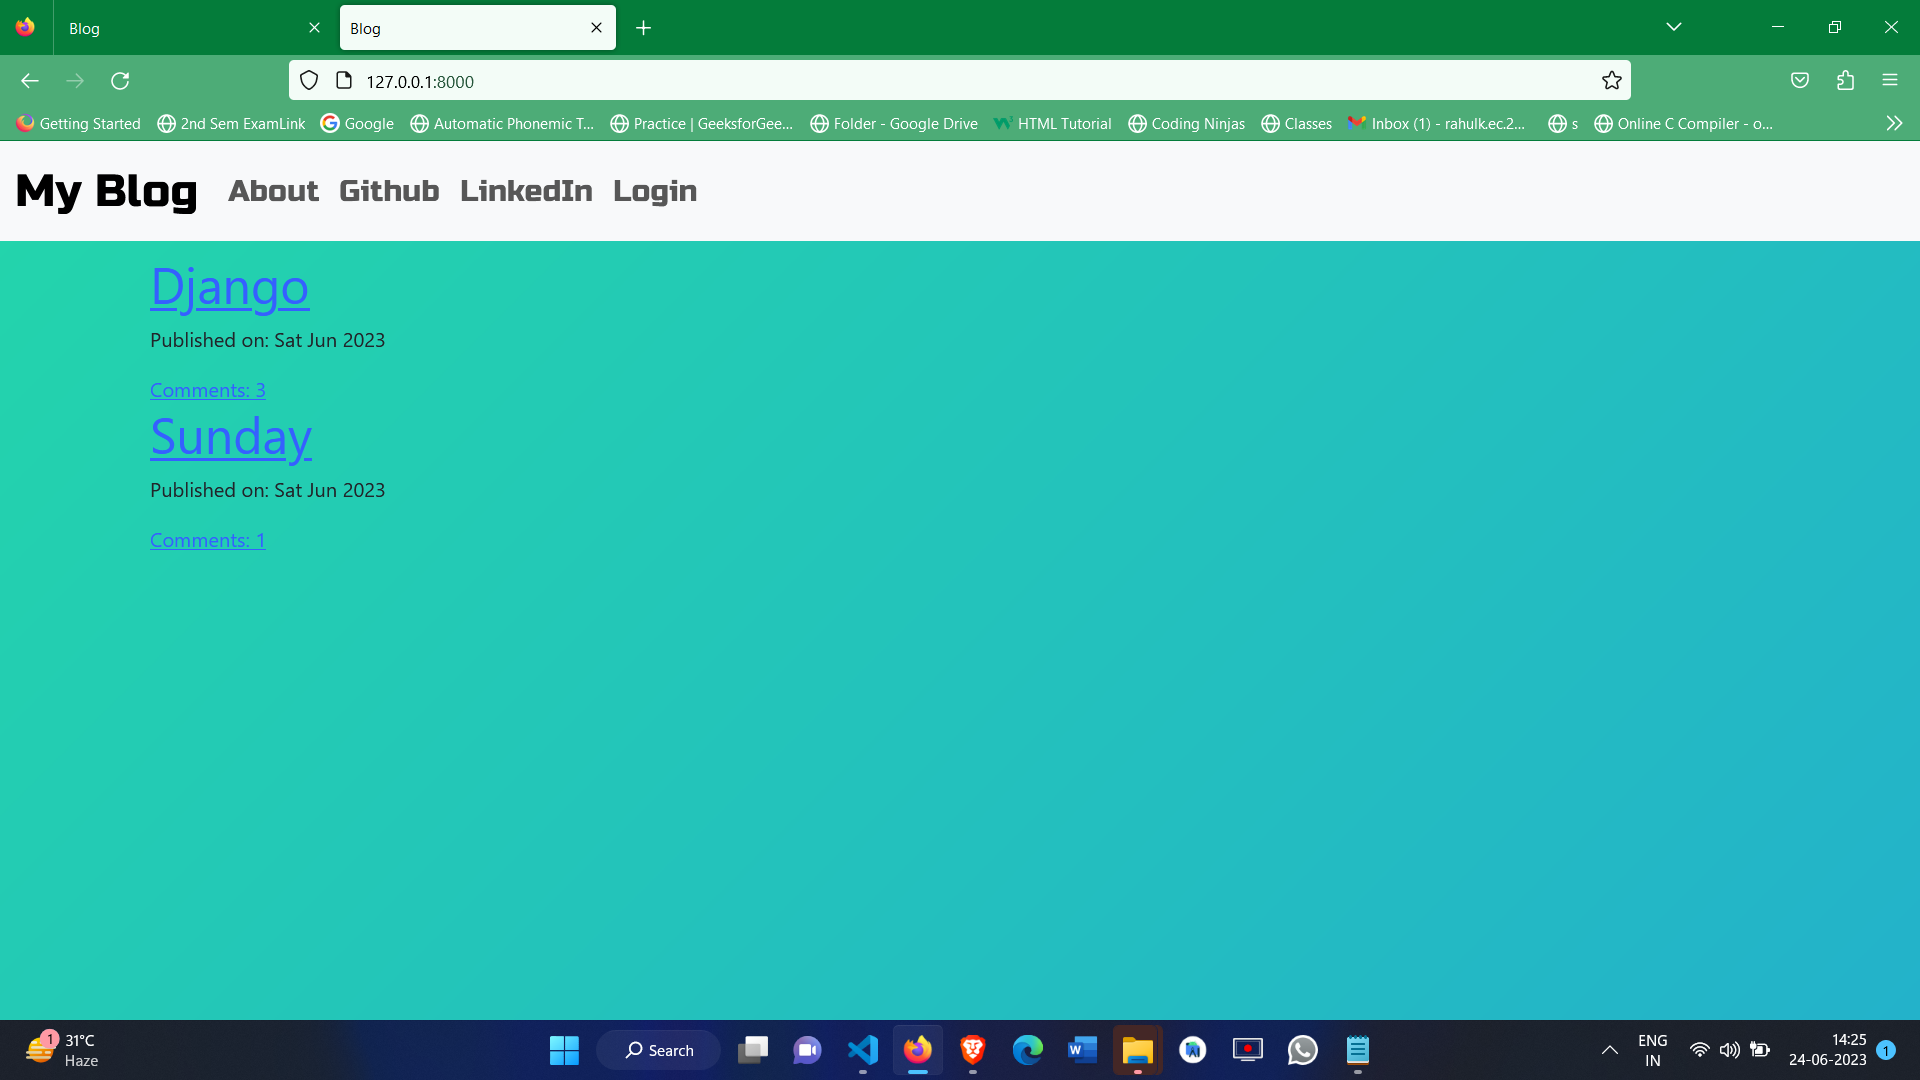 Blog
Blog
127.0.0.1:8000
Getting Started
2nd Sem ExamLink
Google
Automatic Phonemic T...
Practice | GeeksforGee...
Folder - Google Drive
HTML Tutorial
Coding Ninjas
Classes
Inbox (1) - rahulk.ec.2...
s
Online C Compiler - o...
My Blog About Github LinkedIn Login
Django
Published on: Sat Jun 2023
Comments: 3
Sunday
Published on: Sat Jun 2023
Comments: 1
1
31°C
Haze
Search
W
AI
ENG
IN
14:25
24-06-2023
1